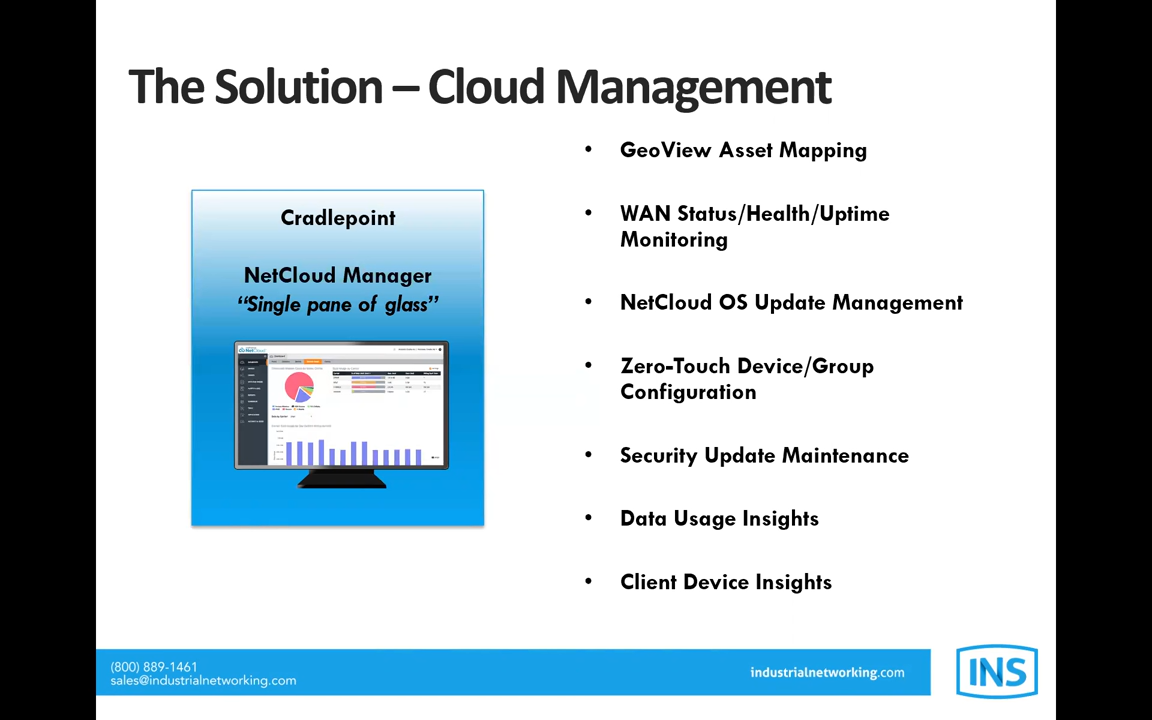 The Solution – Cloud Management
Cradlepoint
NetCloud Manager
“Single pane of glass”
• GeoView Asset Mapping
• WAN Status/Health/Uptime
Monitoring
• NetCloud OS Update Management
• Zero-Touch Device/Group
Configuration
• Security Update Maintenance
• Data Usage Insights
• Client Device Insights
(800) 889-1461
sales@industrialnetworking.com
industrialnetworking.com
INS